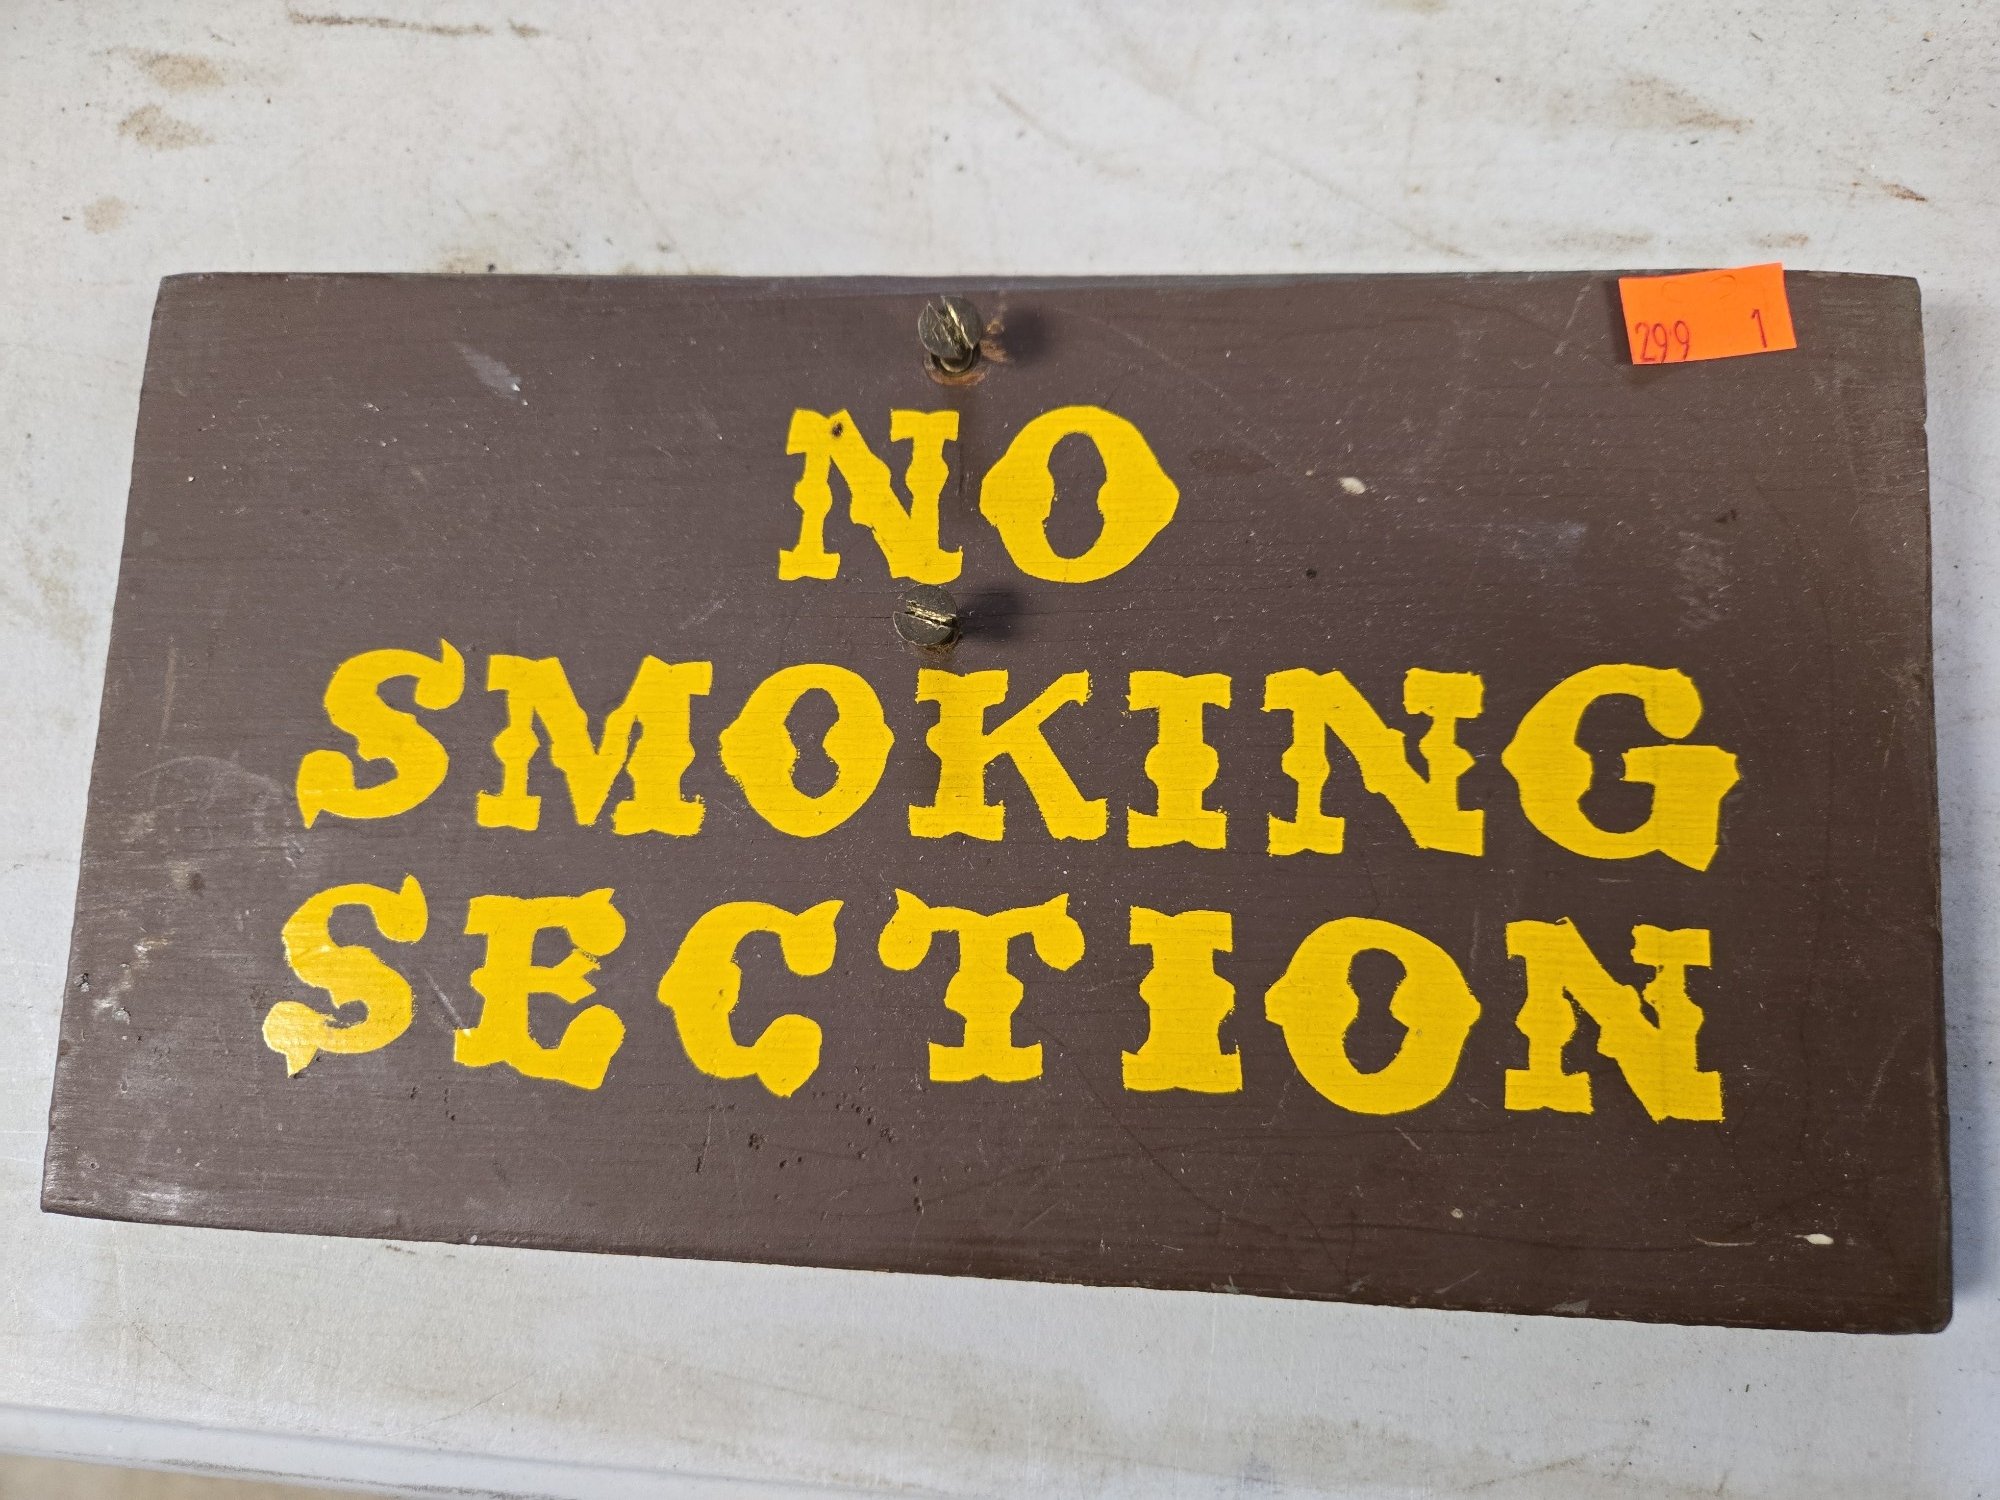 299 1
NO
SMOKING
SECTION